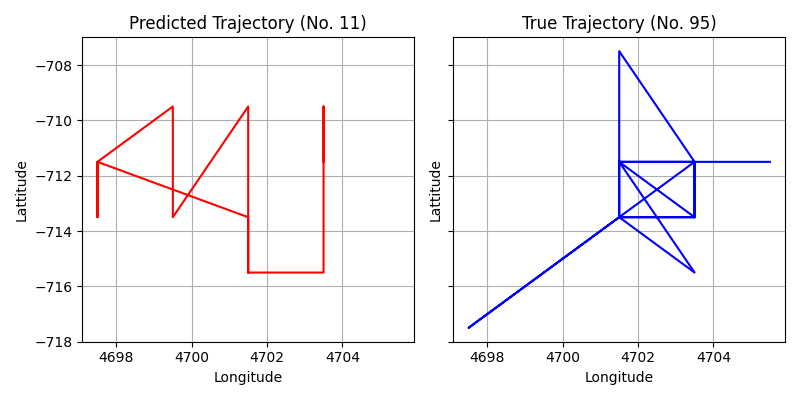 Predicted Trajectory (No. 11)
True Trajectory (No. 95)
−708
−710
−712
−714
−716
−718
Lattitude
4698
4700
4702
4704
Longitude
Lattitude
4698
4700
4702
4704
Longitude